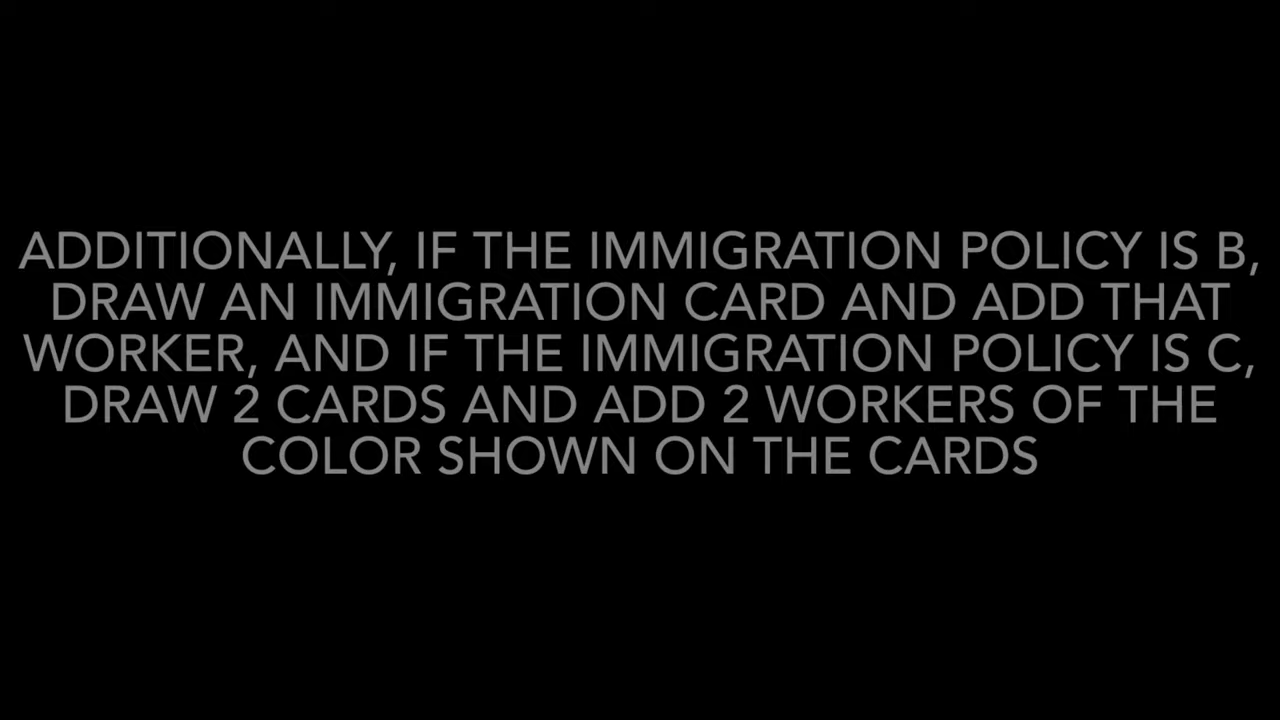 ADDITIONALLY, IF THE IMMIGRATION POLICY IS B,
DRAW AN IMMIGRATION CARD AND ADD THAT
WORKER, AND IF THE IMMIGRATION POLICY IS C,
DRAW 2 CARDS AND ADD 2 WORKERS OF THE
COLOR SHOWN ON THE CARDS